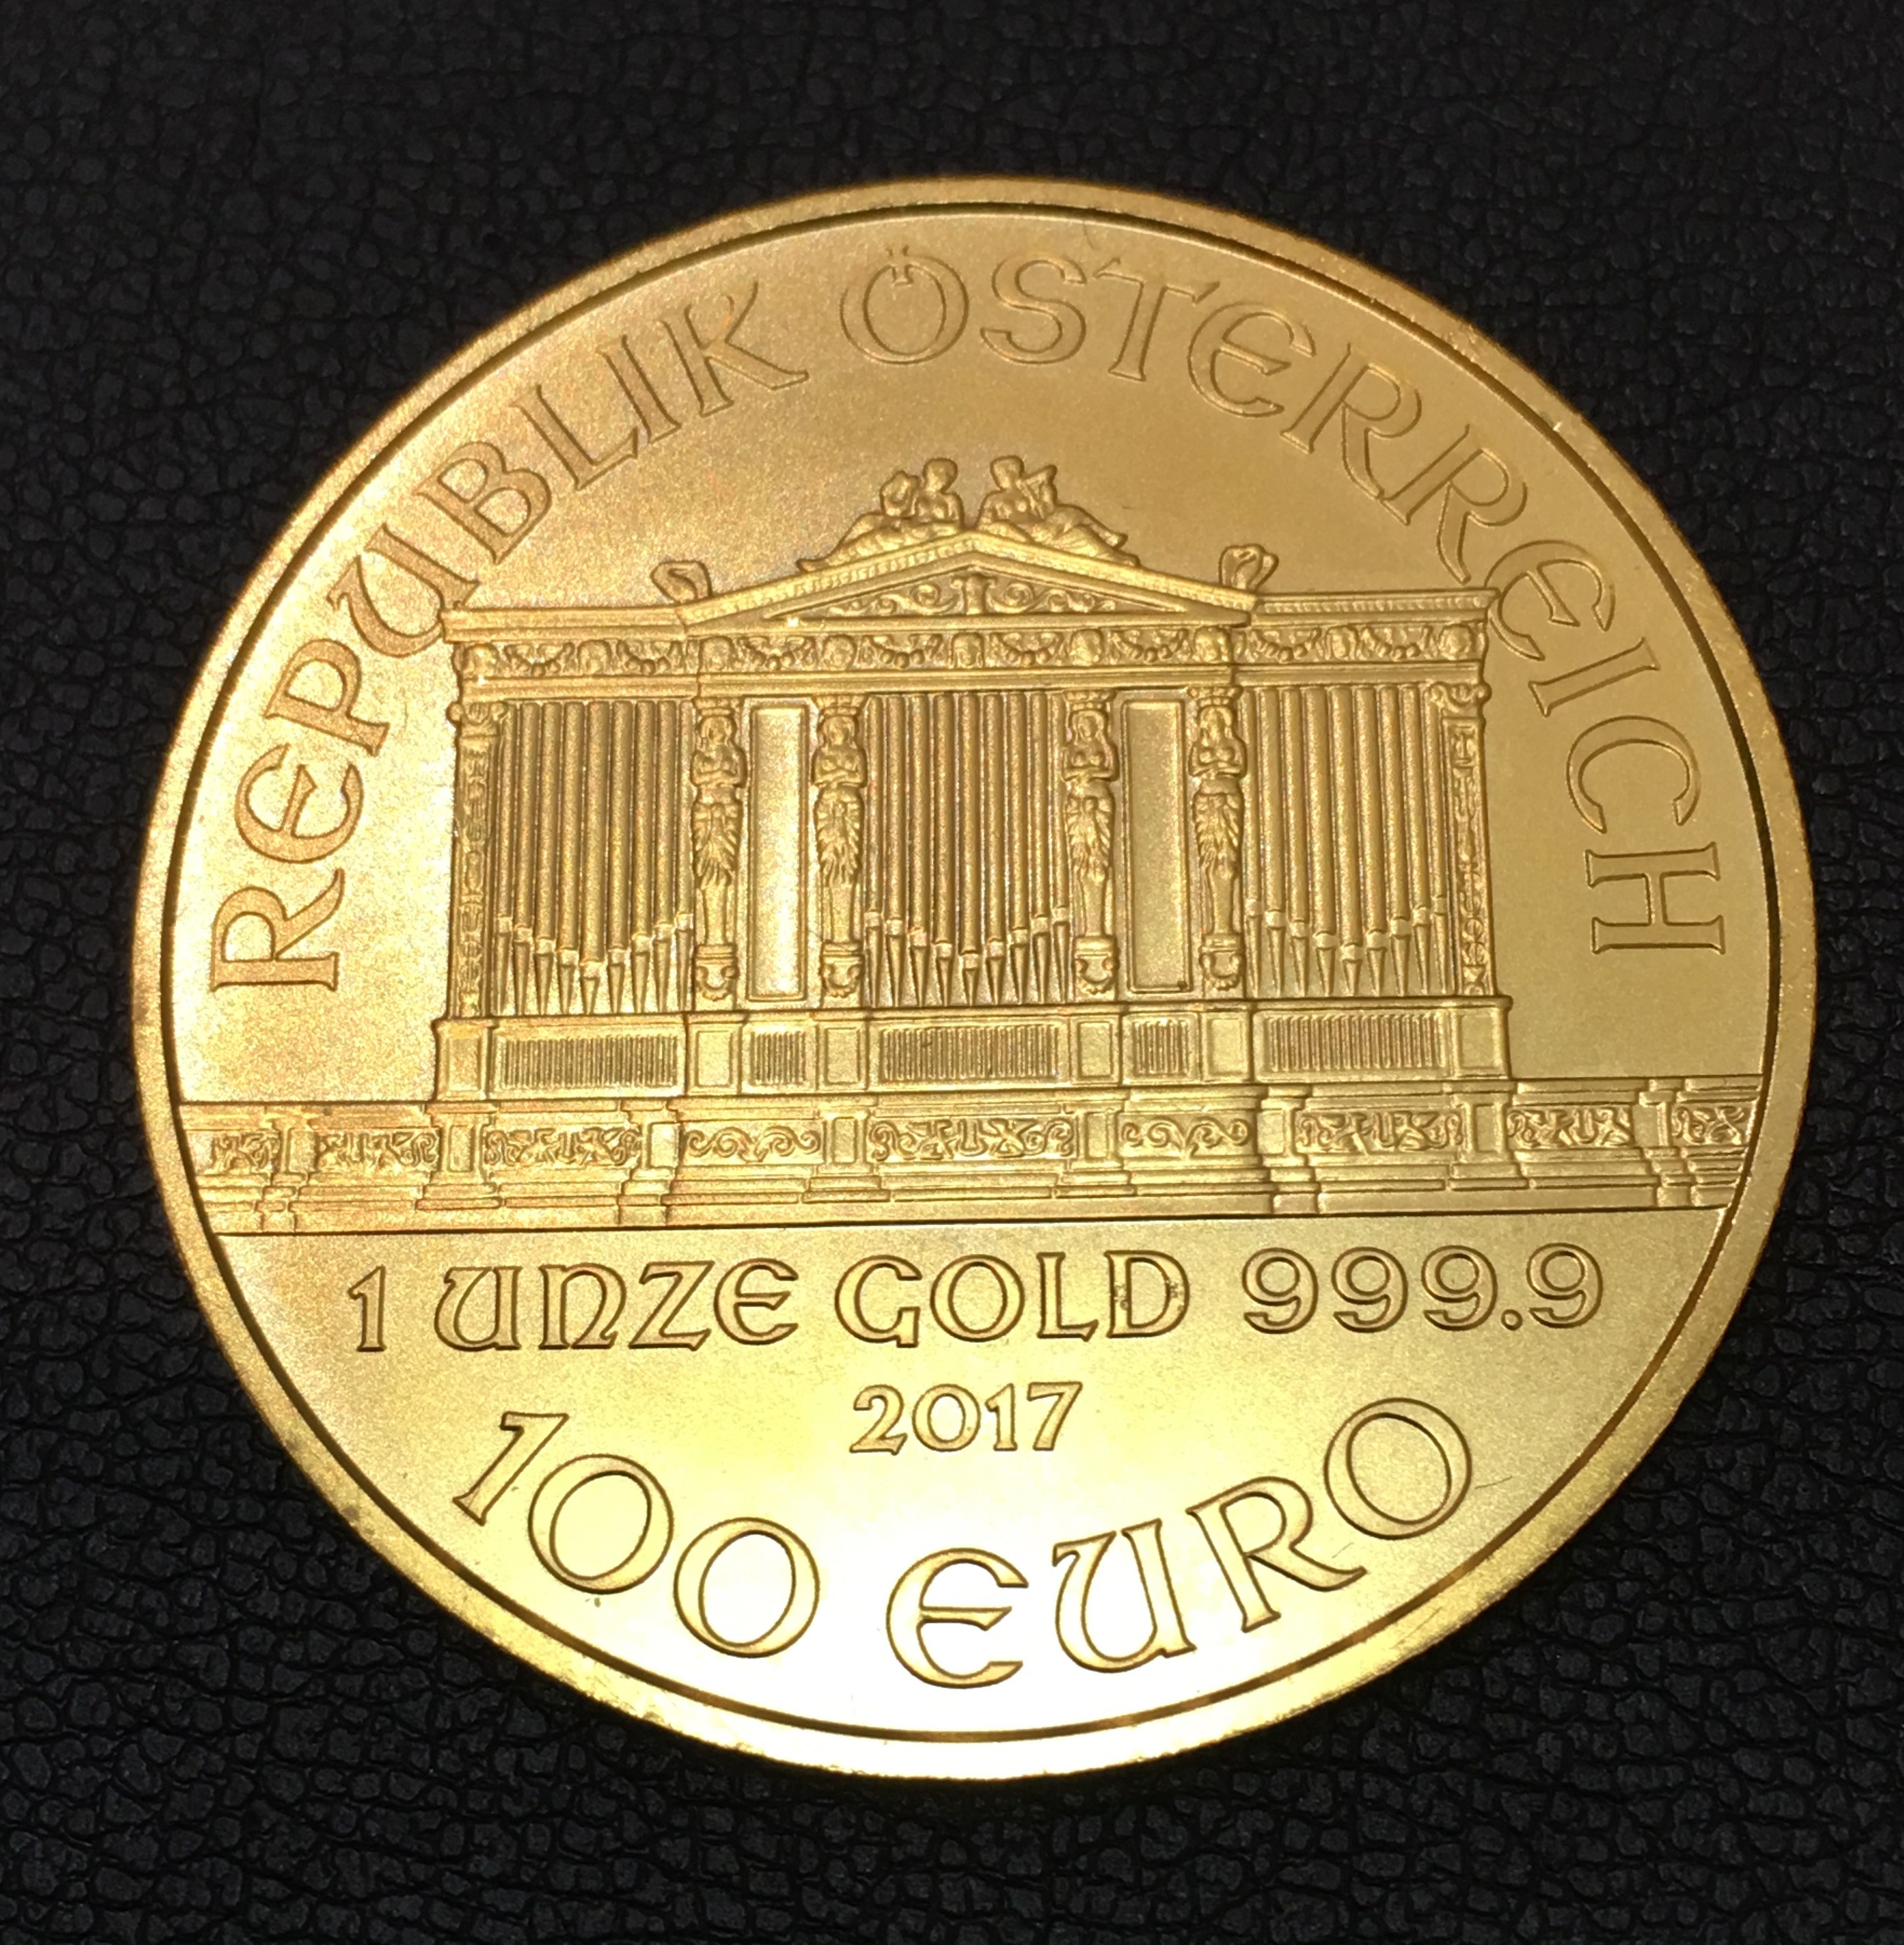 REPUBLIK ÖSTERREICH
1 UNZE GOLD 999.9
2017
100 EURO